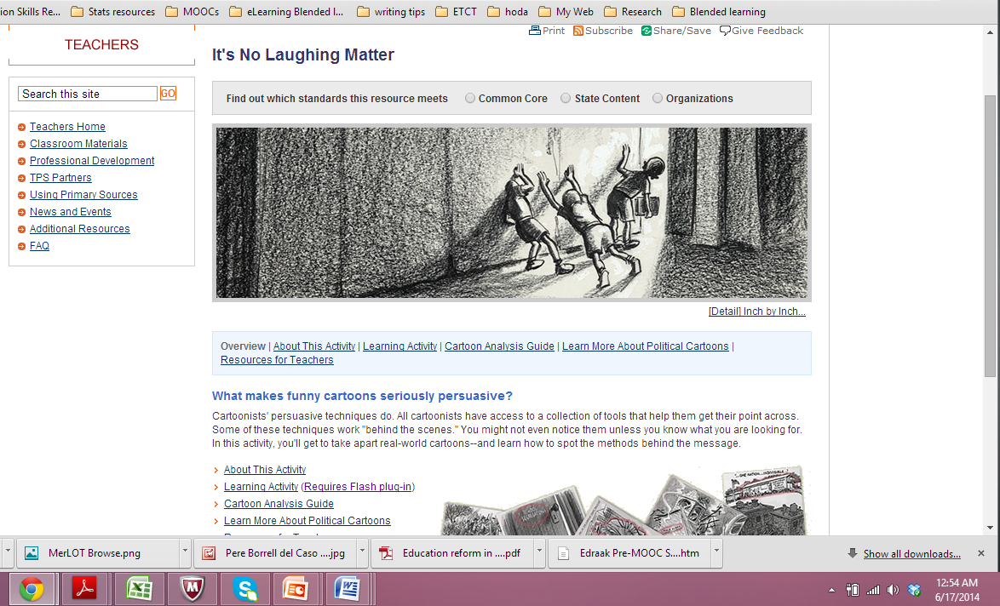 ion Skills Re... Stats resources MOOCs eLearning Blended l... writing tips ETCT hoda My Web Research Blended learning
Print Subscribe Share/Save Give Feedback
TEACHERS
It's No Laughing Matter
Search this site GO
Find out which standards this resource meets Common Core State Content Organizations
Teachers Home
Classroom Materials
Professional Development
TPS Partners
Using Primary Sources
News and Events
Additional Resources
FAQ
[Detail] Inch by Inch...
Overview | About This Activity | Learning Activity | Cartoon Analysis Guide | Learn More About Political Cartoons |
Resources for Teachers
What makes funny cartoons seriously persuasive?
Cartoonists' persuasive techniques do. All cartoonists have access to a collection of tools that help them get their point across.
Some of these techniques work "behind the scenes." You might not even notice them unless you know what you are looking for.
In this activity, you'll get to take apart real-world cartoons--and learn how to spot the methods behind the message.
About This Activity
Learning Activity (Requires Flash plug-in)
Cartoon Analysis Guide
Learn More About Political Cartoons
MerLOT Browse.png Pere Borrell del Caso ....jpg Education reform in ....pdf Edraak Pre-MOOC S....htm Show all downloads...
12:54 AM
6/17/2014